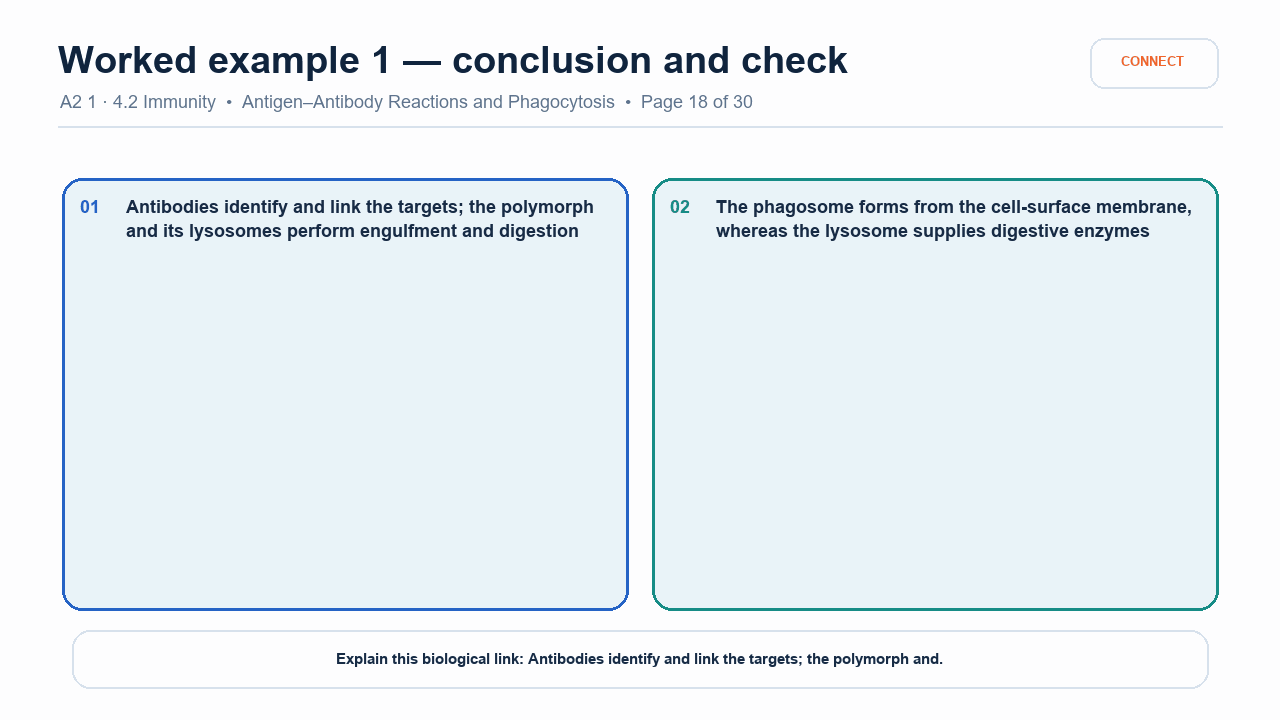 Worked example 1 — conclusion and check
CONNECT
A2 1 · 4.2 Immunity • Antigen–Antibody Reactions and Phagocytosis • Page 18 of 30
01 Antibodies identify and link the targets; the polymorph
and its lysosomes perform engulfment and digestion
02 The phagosome forms from the cell-surface membrane,
whereas the lysosome supplies digestive enzymes
Explain this biological link: Antibodies identify and link the targets; the polymorph and.